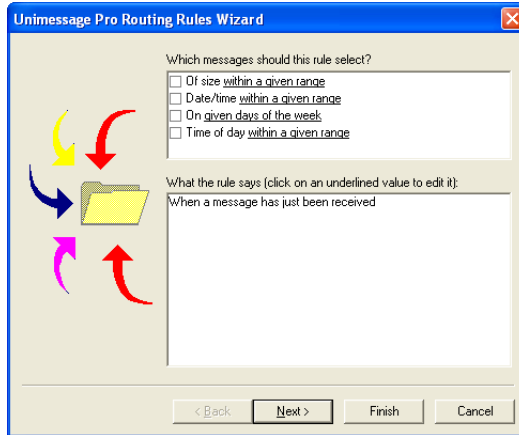 Unimessage Pro Routing Rules Wizard
Which messages should this rule select?
Of size within a given range
Date/time within a given range
On given days of the week
Time of day within a given range
What the rule says (click on an underlined value to edit it):
When a message has just been received
< Back
Next >
Finish
Cancel